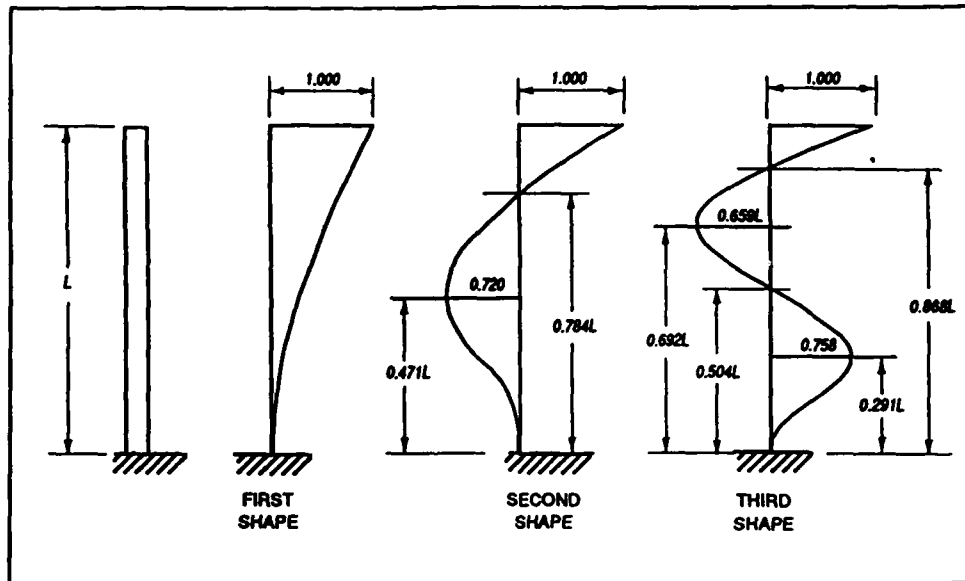 1.000
1.000
1.000
L
0.659L
0.720
0.784L
0.868L
0.692L
0.504L
0.758
0.471L
0.291L
FIRST
SHAPE
SECOND
SHAPE
THIRD
SHAPE